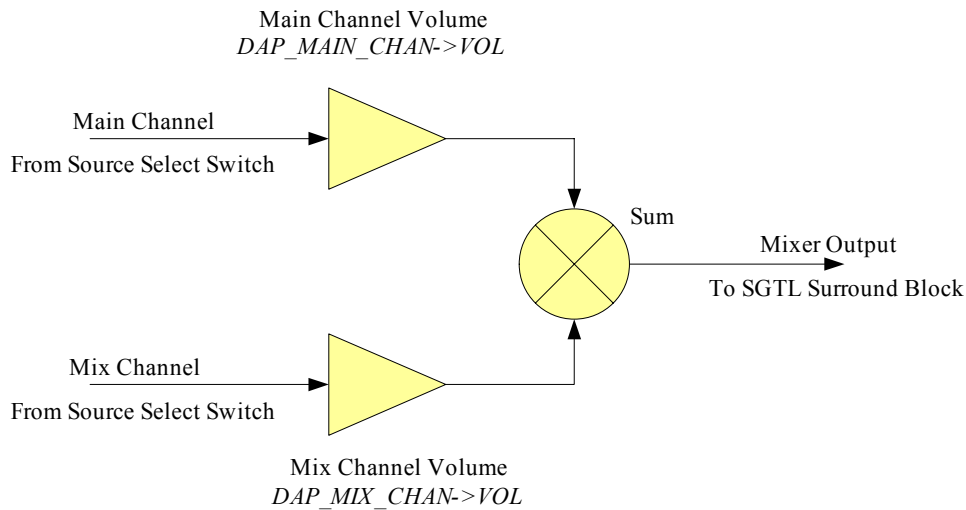 Main Channel Volume
DAP_MAIN_CHAN->VOL
Main Channel
From Source Select Switch
Sum
Mixer Output
To SGTL Surround Block
Mix Channel
From Source Select Switch
Mix Channel Volume
DAP_MIX_CHAN->VOL